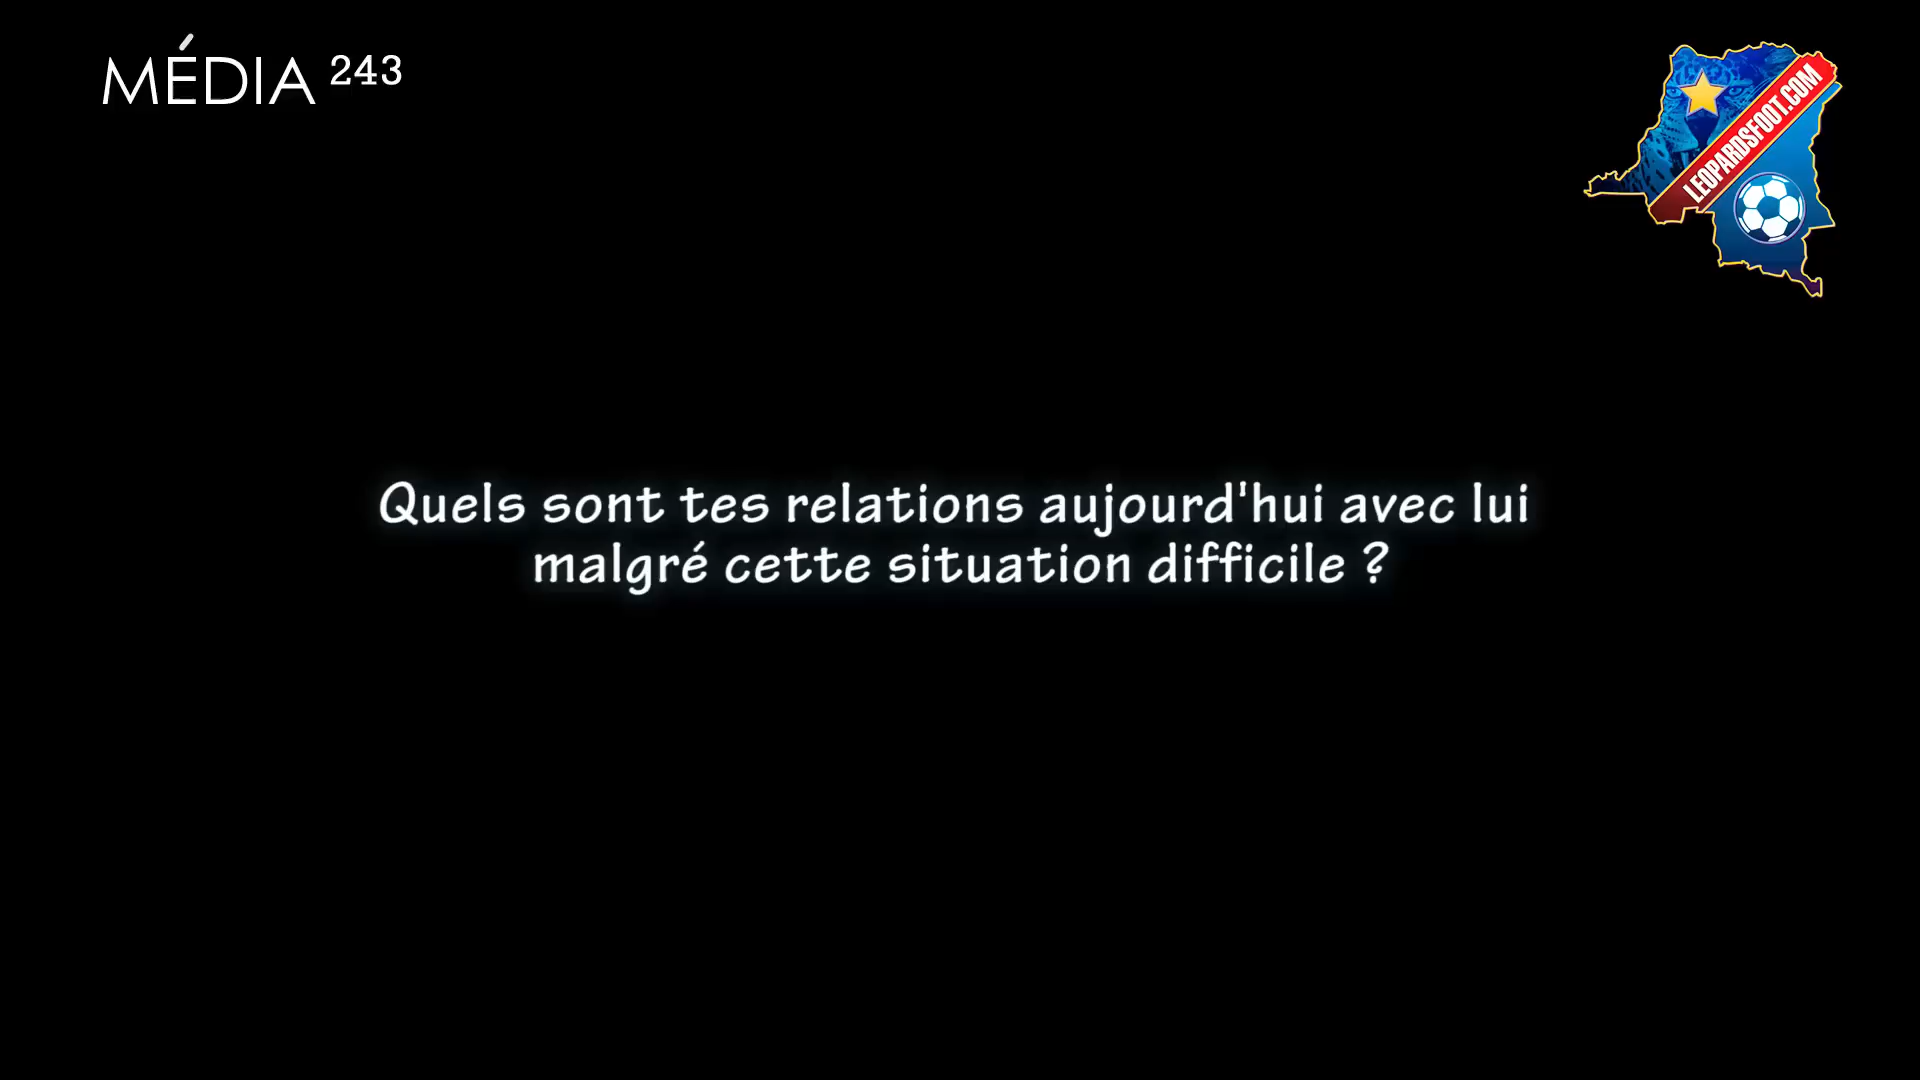 MÉDIA 243
LEOPARDSFOOT.COM
Quels sont tes relations aujourd'hui avec lui
malgré cette situation difficile ?